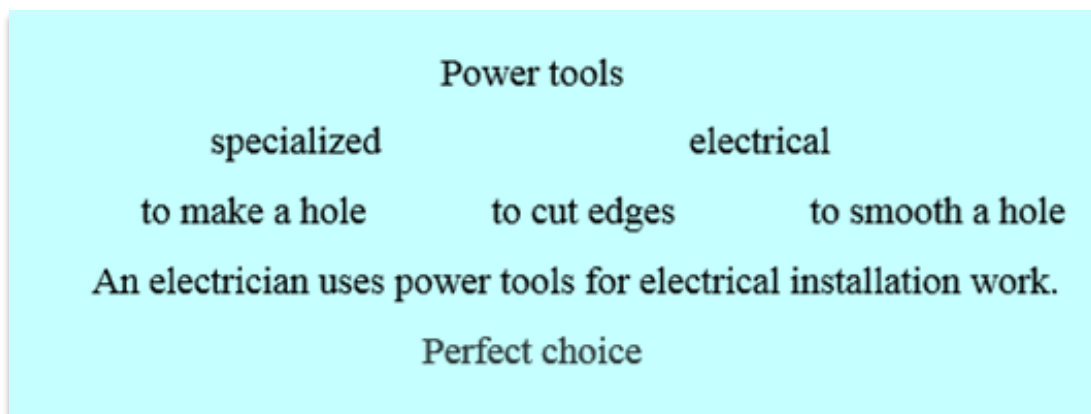 Power tools
specialized electrical
to make a hole to cut edges to smooth a hole
An electrician uses power tools for electrical installation work.
Perfect choice